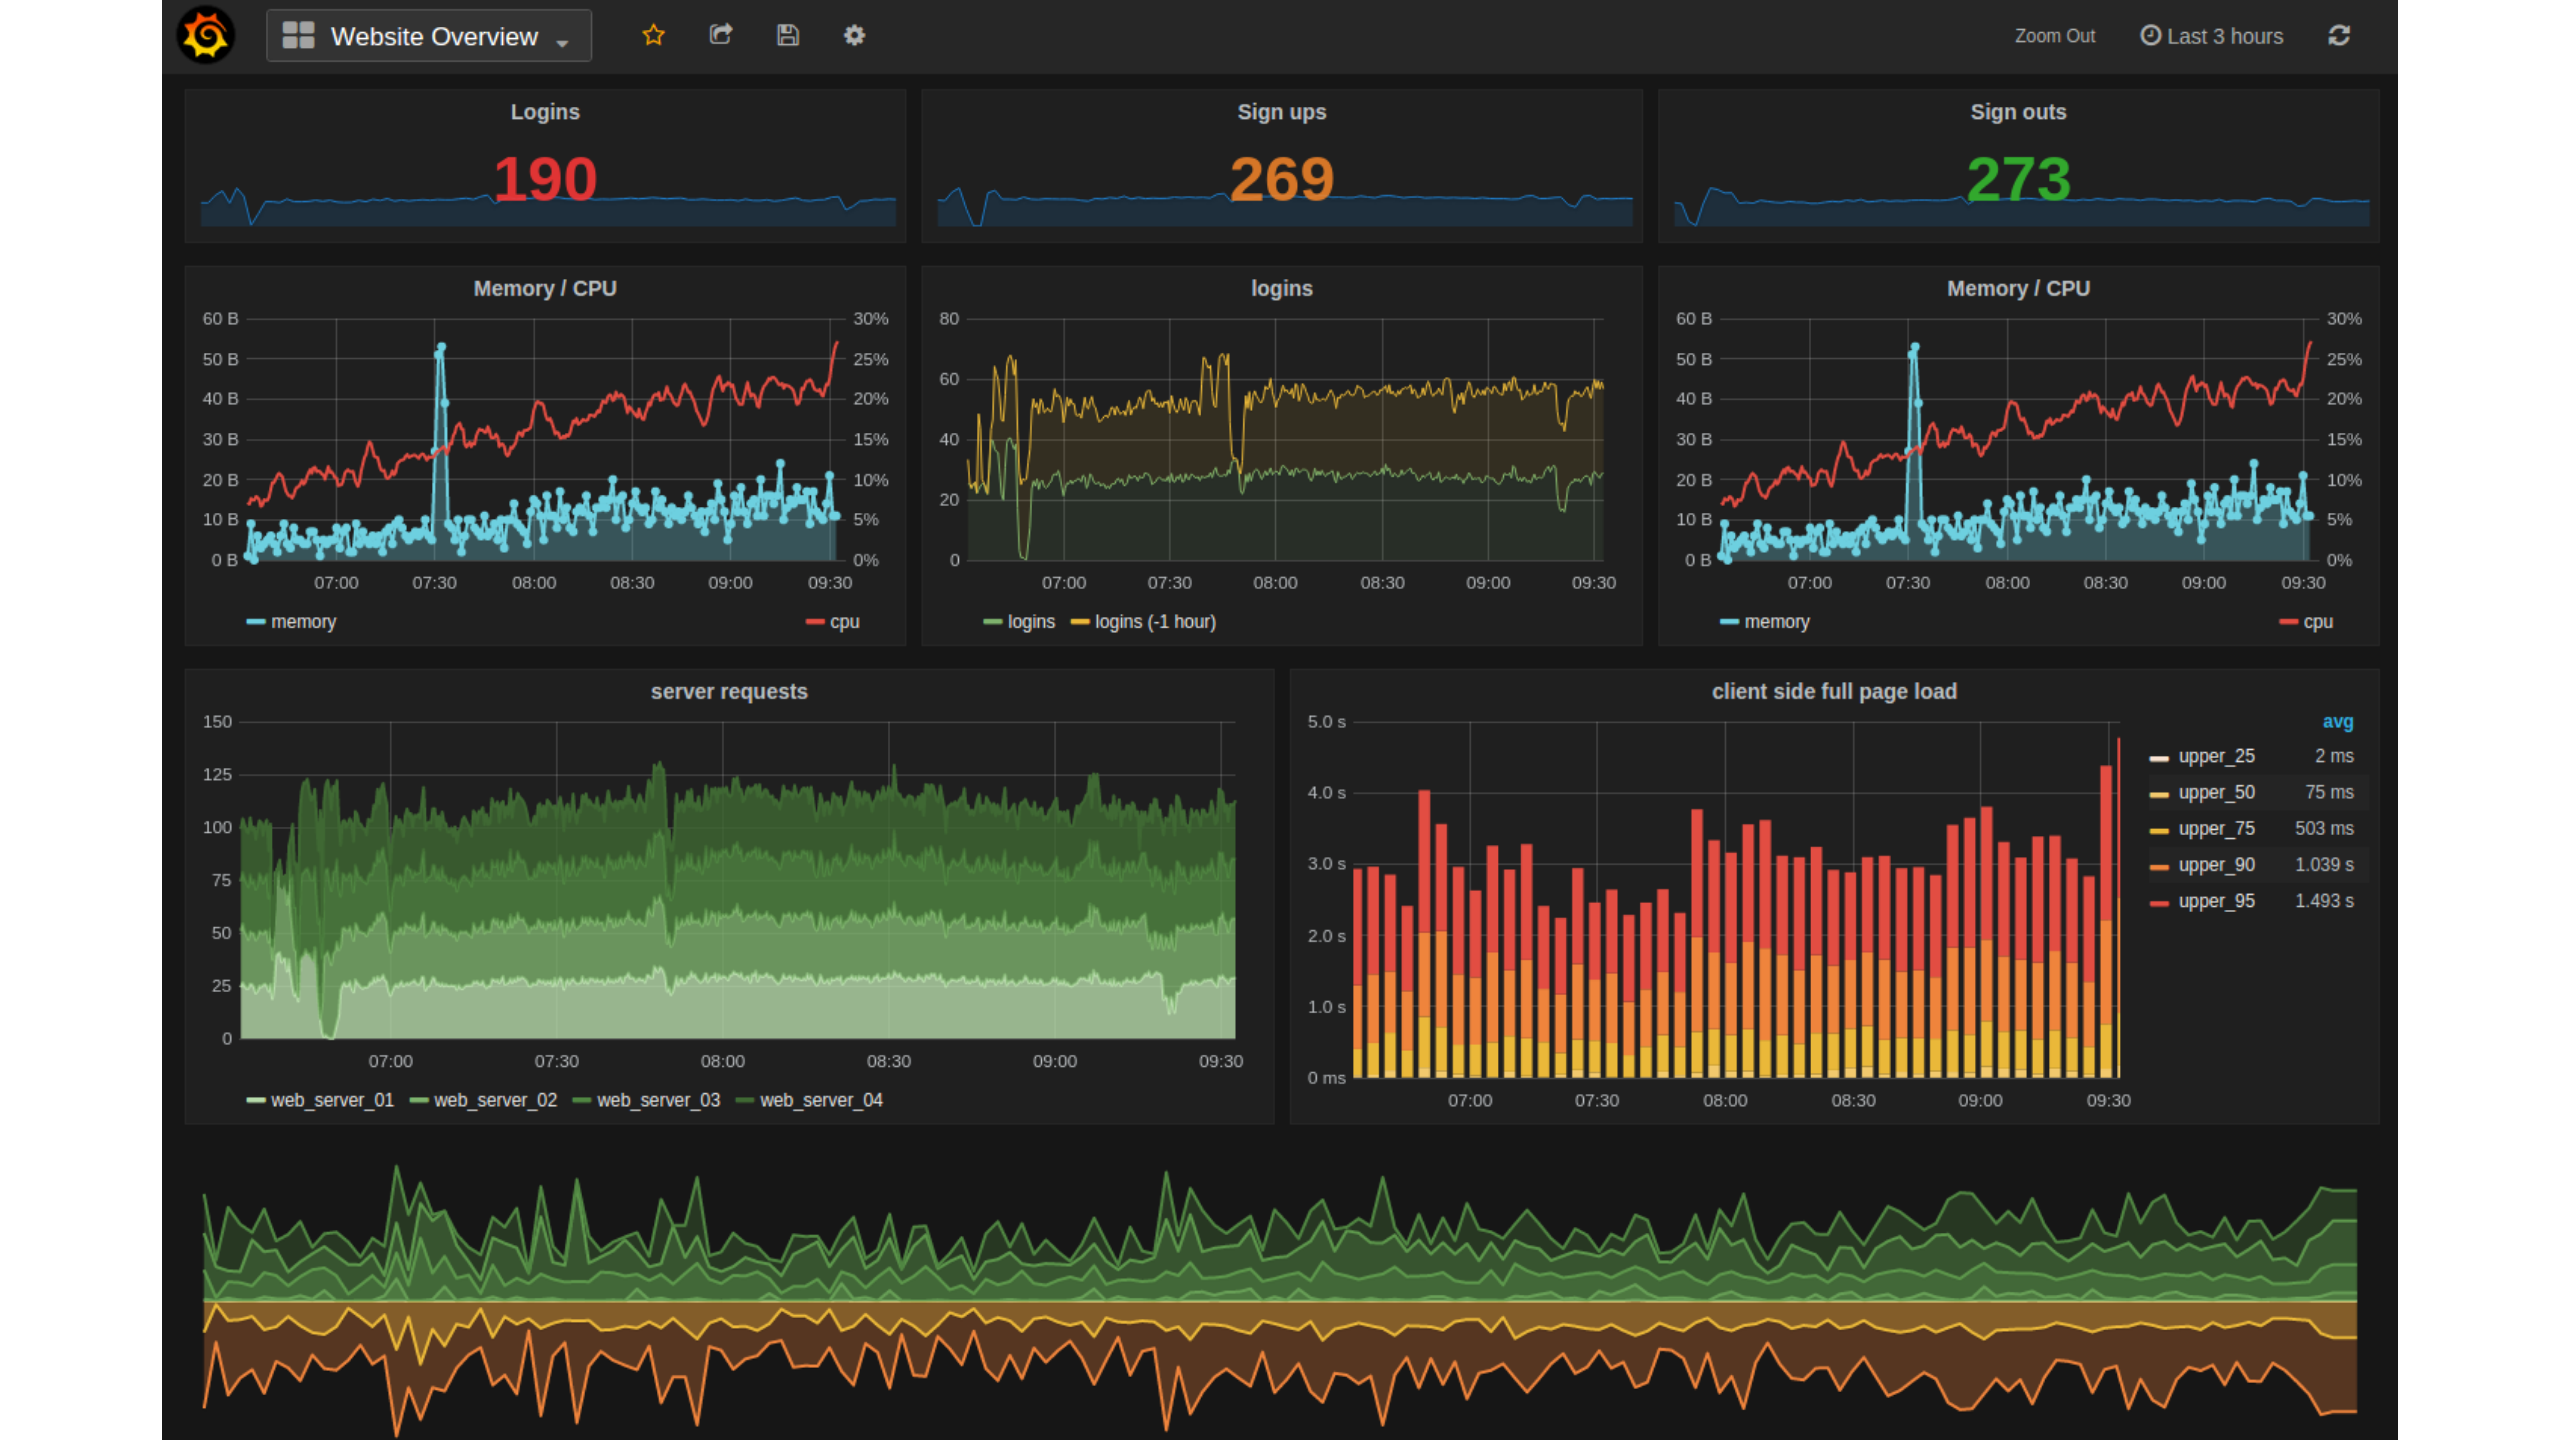 Website Overview
Zoom Out
Last 3 hours
Logins
190
Sign ups
269
Sign outs
273
Memory / CPU
60 B
50 B
40 B
30 B
20 B
10 B
0 B
30%
25%
20%
15%
10%
5%
0%
07:00 07:30 08:00 08:30 09:00 09:30
memory cpu
logins
80
60
40
20
0
07:00 07:30 08:00 08:30 09:00 09:30
logins logins (-1 hour)
Memory / CPU
60 B
50 B
40 B
30 B
20 B
10 B
0 B
30%
25%
20%
15%
10%
5%
0%
07:00 07:30 08:00 08:30 09:00 09:30
memory cpu
server requests
150
125
100
75
50
25
0
07:00 07:30 08:00 08:30 09:00 09:30
web_server_01 web_server_02 web_server_03 web_server_04
client side full page load
5.0 s
4.0 s
3.0 s
2.0 s
1.0 s
0 ms
07:00 07:30 08:00 08:30 09:00 09:30
avg
upper_25 2 ms
upper_50 75 ms
upper_75 503 ms
upper_90 1.039 s
upper_95 1.493 s